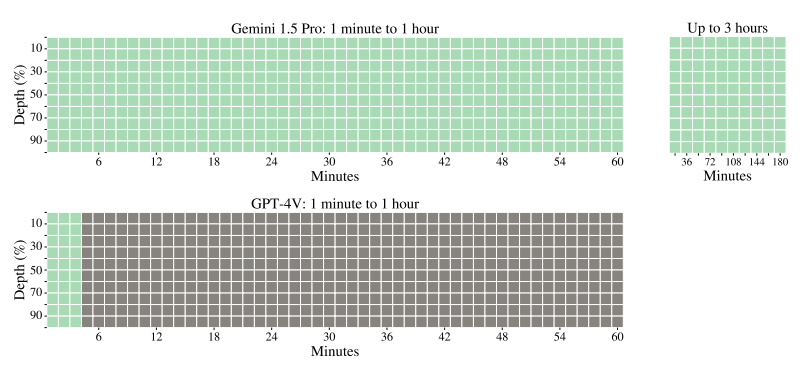 Gemini 1.5 Pro: 1 minute to 1 hour
Up to 3 hours
Depth (%)
10
30
50
70
90
6 12 18 24 30 36 42 48 54 60
Minutes
36 72 108 144 180
Minutes
GPT-4V: 1 minute to 1 hour
Depth (%)
10
30
50
70
90
6 12 18 24 30 36 42 48 54 60
Minutes